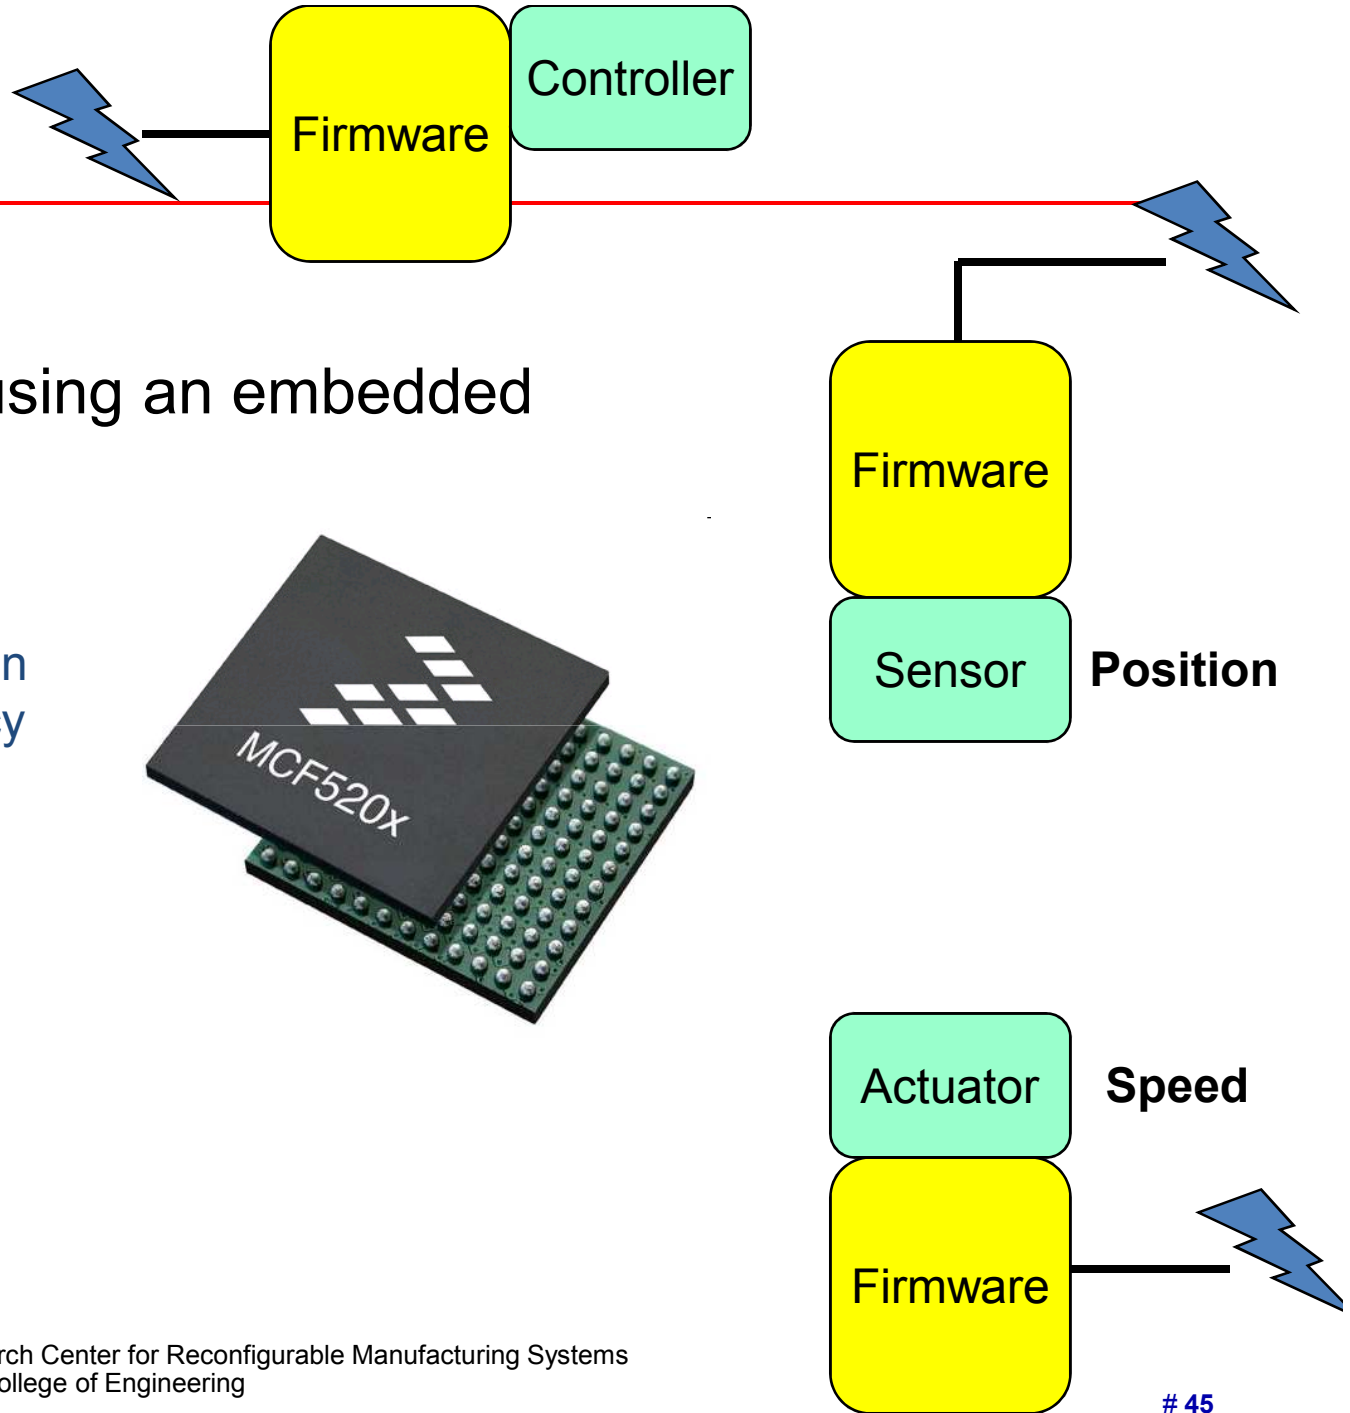 Controller
Firmware
using an embedded
Firmware
n
cy
MCF520x
Sensor
Position
Actuator
Speed
Firmware
rch Center for Reconfigurable Manufacturing Systems
ollege of Engineering
# 45